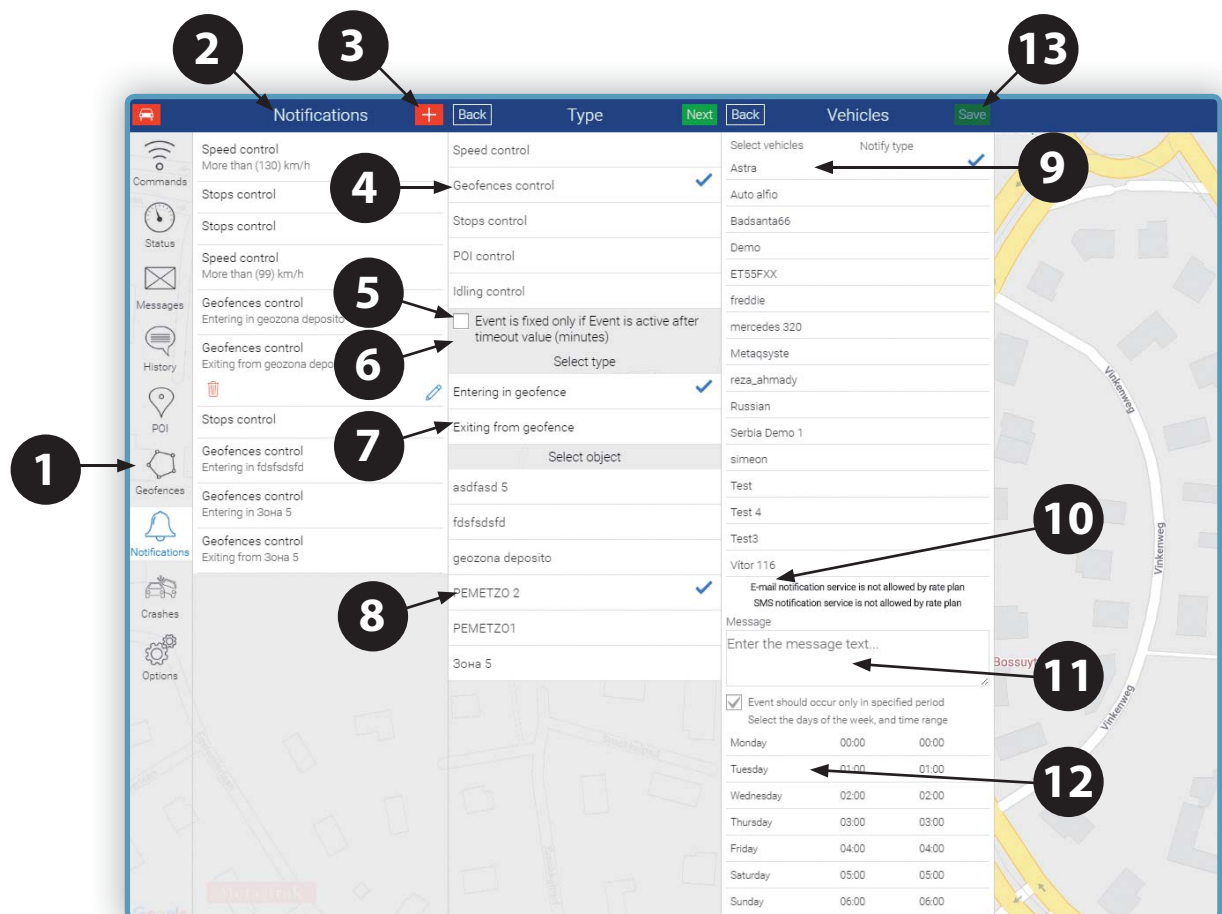 2
3
13
Notifications
+
Back
Type
Next
Back
Vehicles
Save
Commands
Status
Messages
History
POI
Geofences
Notifications
Crashes
Options
1
Speed control
More than (130) km/h
Stops control
Stops control
Speed control
More than (99) km/h
Geofences control
Entering in geozona deposito
Geofences control
Exiting from geozona depo
Stops control
Geofences control
Entering in fdsfsdsfd
Geofences control
Entering in Зона 5
Geofences control
Exiting from Зона 5
4
5
6
7
8
Speed control
Geofences control
Stops control
POI control
Idling control
Event is fixed only if Event is active after
timeout value (minutes)
Select type
Entering in geofence
Exiting from geofence
Select object
asdfasd 5
fdsfsdsfd
geozona deposito
PEMETZO 2
PEMETZO1
Зона 5
Select vehicles Notify type
Astra
Auto alfio
Badsanta66
Demo
ET55FXX
freddie
mercedes 320
Metaqsyste
reza_ahmady
Russian
Serbia Demo 1
simeon
Test
Test 4
Test3
Vítor 116
E-mail notification service is not allowed by rate plan
SMS notification service is not allowed by rate plan
Message
Enter the message text...
Event should occur only in specified period
Select the days of the week, and time range
Monday 00:00 00:00
Tuesday 01:00 01:00
Wednesday 02:00 02:00
Thursday 03:00 03:00
Friday 04:00 04:00
Saturday 05:00 05:00
Sunday 06:00 06:00
9
10
11
12
Vinkenweg
Vinkenweg
Vinkenweg
Bossuyt